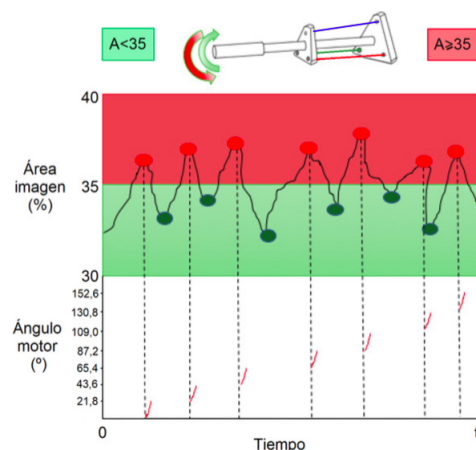 A<35
A⩾35
40
Área
imagen
(%)
35
30
152,6
130,8
109,0
87,2
65,4
43,6
21,8
Ángulo
motor
(º)
0
Tiempo
t